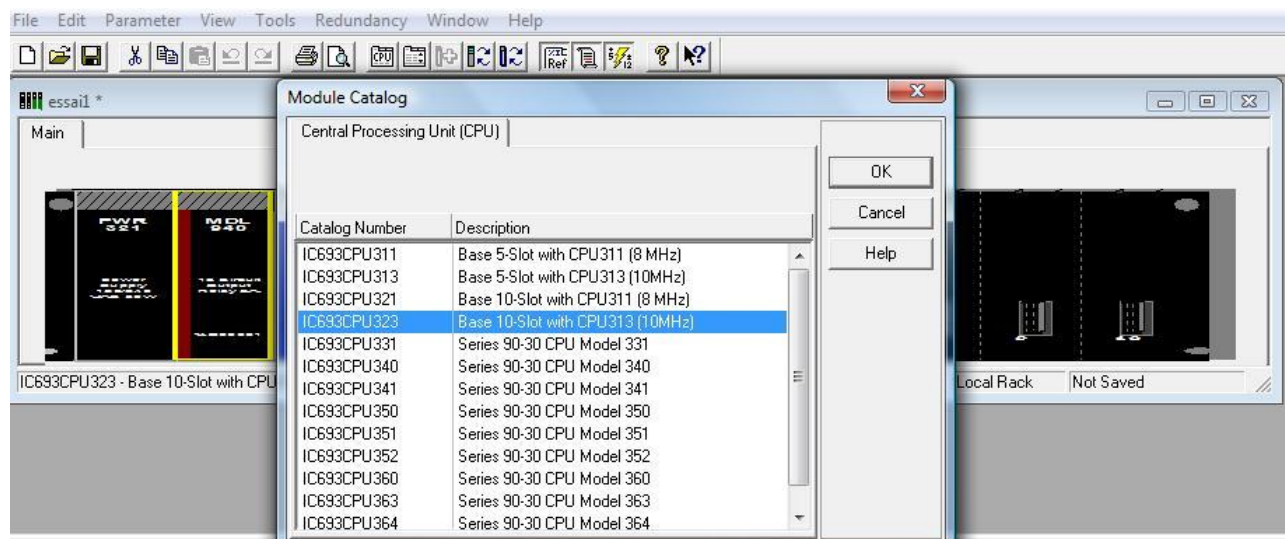 File Edit Parameter View Tools Redundancy Window Help
CPU Ref
essai1 *
Main
PWR
321
MDL
940
Module Catalog
Central Processing Unit (CPU)
OK
Cancel
Help
Catalog Number Description
IC693CPU311 Base 5-Slot with CPU311 (8 MHz)
IC693CPU313 Base 5-Slot with CPU313 (10MHz)
IC693CPU321 Base 10-Slot with CPU311 (8 MHz)
IC693CPU323 Base 10-Slot with CPU313 (10MHz)
IC693CPU331 Series 90-30 CPU Model 331
IC693CPU340 Series 90-30 CPU Model 340
IC693CPU341 Series 90-30 CPU Model 341
IC693CPU350 Series 90-30 CPU Model 350
IC693CPU351 Series 90-30 CPU Model 351
IC693CPU352 Series 90-30 CPU Model 352
IC693CPU360 Series 90-30 CPU Model 360
IC693CPU363 Series 90-30 CPU Model 363
IC693CPU364 Series 90-30 CPU Model 364
IC693CPU323 - Base 10-Slot with CPU
Local Rack Not Saved